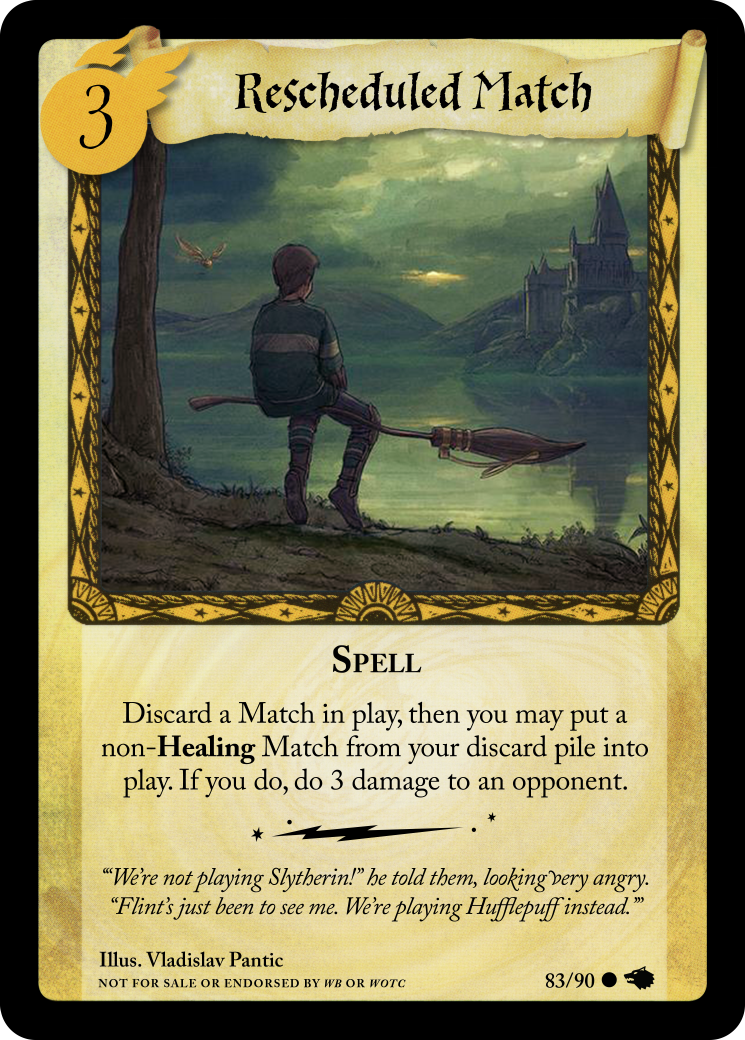 3
Rescheduled Match
SPELL
Discard a Match in play, then you may put a
non-Healing Match from your discard pile into
play. If you do, do 3 damage to an opponent.
“‘We’re not playing Slytherin!” he told them, looking very angry.
“Flint’s just been to see me. We’re playing Hufflepuff instead.’”
Illus. Vladislav Pantic
NOT FOR SALE OR ENDORSED BY WB OR WOTC
83/90